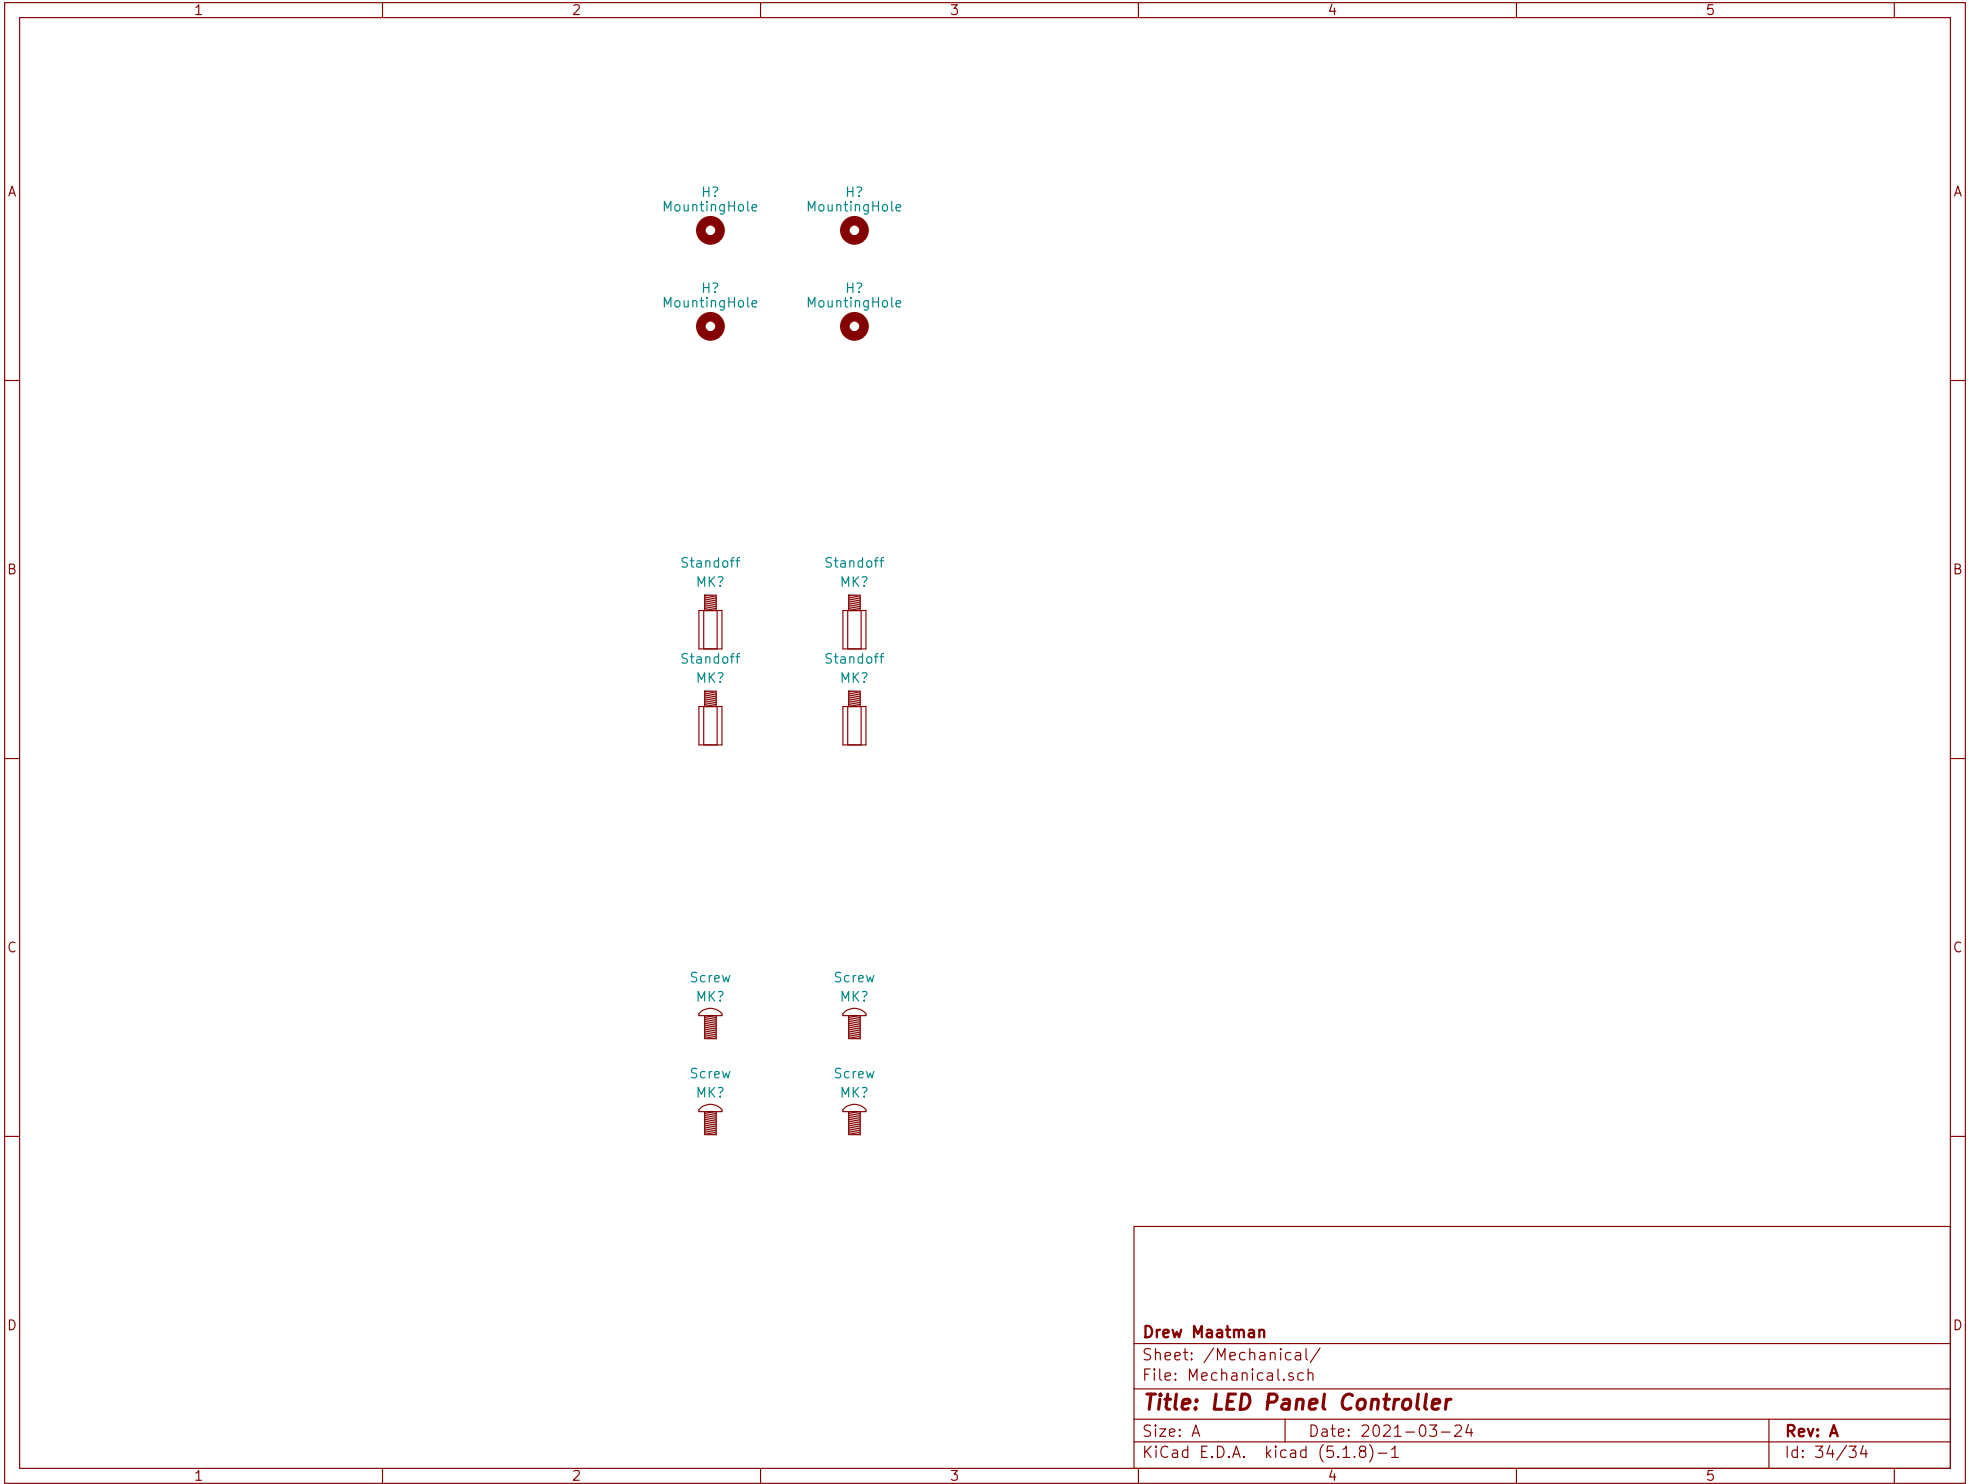 1 2 3 4 5
A A
H? H?
MountingHole MountingHole
H? H?
MountingHole MountingHole
B B
Standoff Standoff
MK? MK?
Standoff Standoff
MK? MK?
C C
Screw Screw
MK? MK?
Screw Screw
MK? MK?
D D
Drew Maatman
Sheet: /Mechanical/
File: Mechanical.sch
Title: LED Panel Controller
Size: A Date: 2021-03-24 Rev: A
KiCad E.D.A. kicad (5.1.8)-1 Id: 34/34
1 2 3 4 5